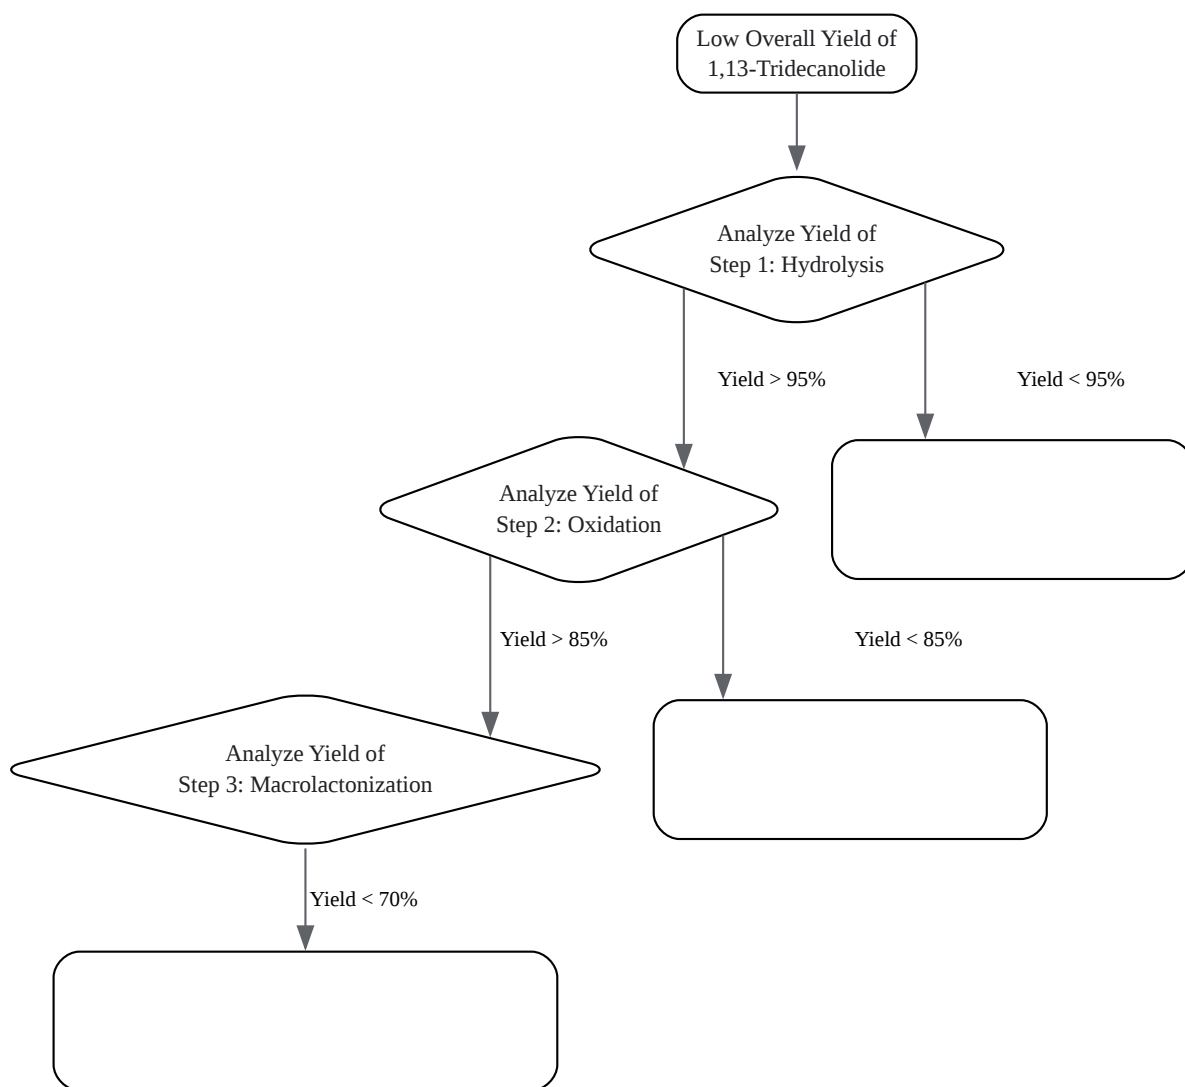 Low Overall Yield of
1,13-Tridecanolide
Analyze Yield of
Step 1: Hydrolysis
Yield > 95%
Yield < 95%
Analyze Yield of
Step 2: Oxidation
Yield > 85%
Yield < 85%
Analyze Yield of
Step 3: Macrolactonization
Yield < 70%